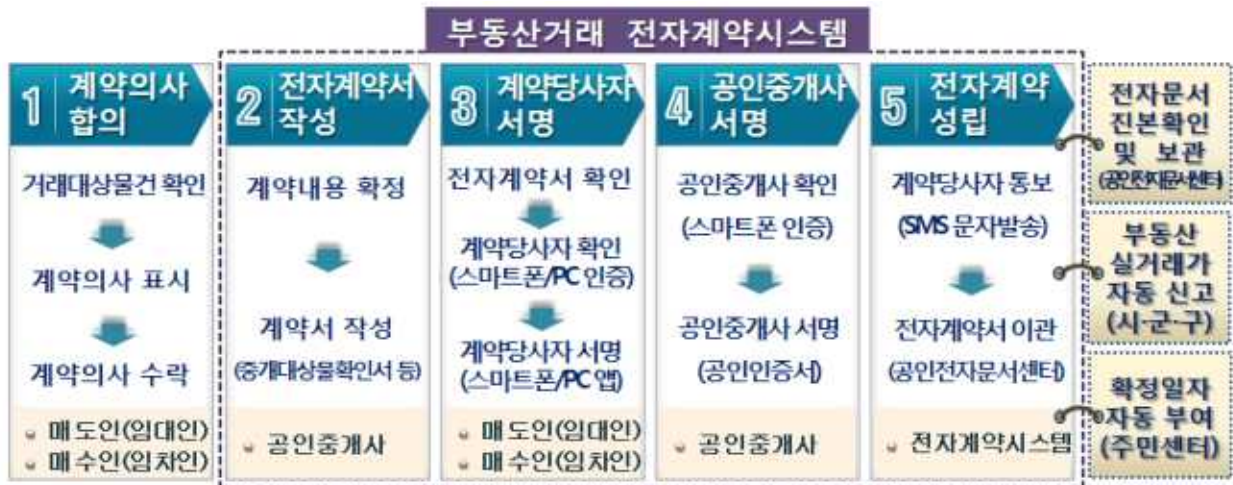 부동산거래 전자계약시스템
1 계약의사
합의
거래대상물건 확인
계약의사 표시
계약의사 수락
매도인(임대인)
매수인(임차인)
2 전자계약서
작성
계약내용 확정
계약서 작성
(중개대상물확인서 등)
공인중개사
3 계약당사자
서명
전자계약서 확인
계약당사자 확인
(스마트폰/PC 인증)
계약당사자 서명
(스마트폰/PC 앱)
매도인(임대인)
매수인(임차인)
4 공인중개사
서명
공인중개사 확인
(스마트폰 인증)
공인중개사 서명
(공인인증서)
공인중개사
5 전자계약
성립
계약당사자 통보
(SMS 문자발송)
전자계약서 이관
(공인전자문서센터)
전자계약시스템
전자문서
진본확인
및 보관
(공인전자문서센터)
부동산
실거래가
자동 신고
(시·군·구)
확정일자
자동 부여
(주민센터)